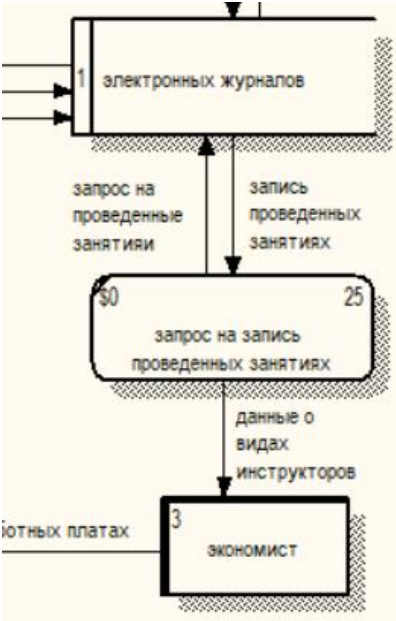 1
электронных журналов
запрос на
проведенные
занятияи
запись
проведенных
занятиях
$0
25
запрос на запись
проведенных занятиях
данные о
видах
инструкторов
ботных платах
3
экономист